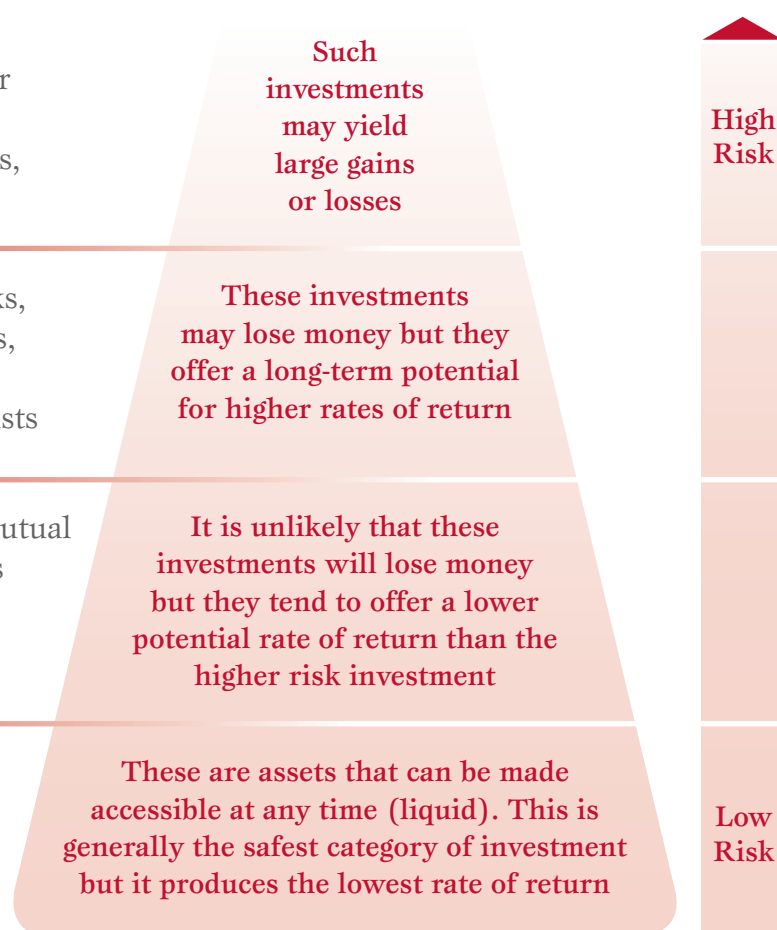 r
s,
Such
investments
may yield
large gains
or losses
High
Risk
s,
These investments
may lose money but they
offer a long-term potential
for higher rates of return
It is unlikely that these
investments will lose money
but they tend to offer a lower
potential rate of return than the
higher risk investment
s
These are assets that can be made
accessible at any time (liquid). This is
generally the safest category of investment
but it produces the lowest rate of return
Low
Risk